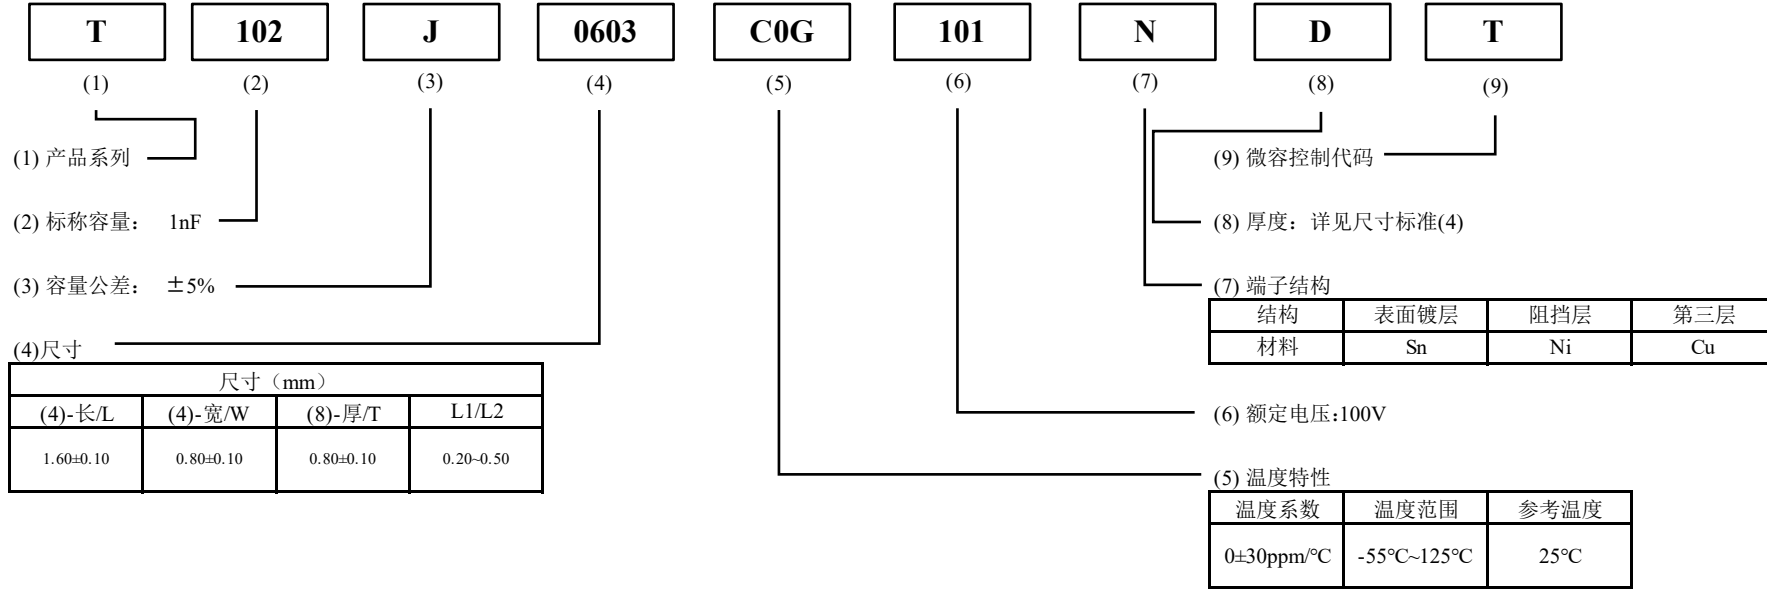 T 102 J 0603 C0G 101 N D T
(1) (2) (3) (4) (5) (6) (7) (8) (9)
(1) 产品系列
(2) 标称容量： 1nF
(3) 容量公差： ±5%
(4)尺寸
尺寸（mm）
(4)-长/L (4)-宽/W (8)-厚/T L1/L2
1.60±0.10 0.80±0.10 0.80±0.10 0.20~0.50
(9) 微容控制代码
(8) 厚度：详见尺寸标准(4)
(7) 端子结构
结构 表面镀层 阻挡层 第三层
材料 Sn Ni Cu
(6) 额定电压:100V
(5) 温度特性
温度系数 温度范围 参考温度
0±30ppm/℃ -55℃~125℃ 25℃